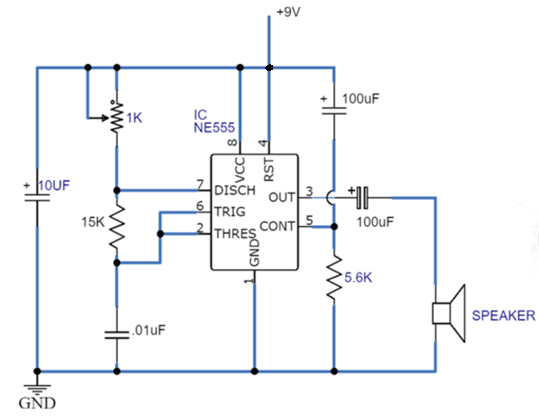 +9V
+
100uF
1K
IC
NE555
8
4
VCC
RST
+
10UF
7
DISCH
OUT
3
+
100uF
15K
6
TRIG
2
THRES
CONT
5
GND
1
5.6K
SPEAKER
.01uF
GND